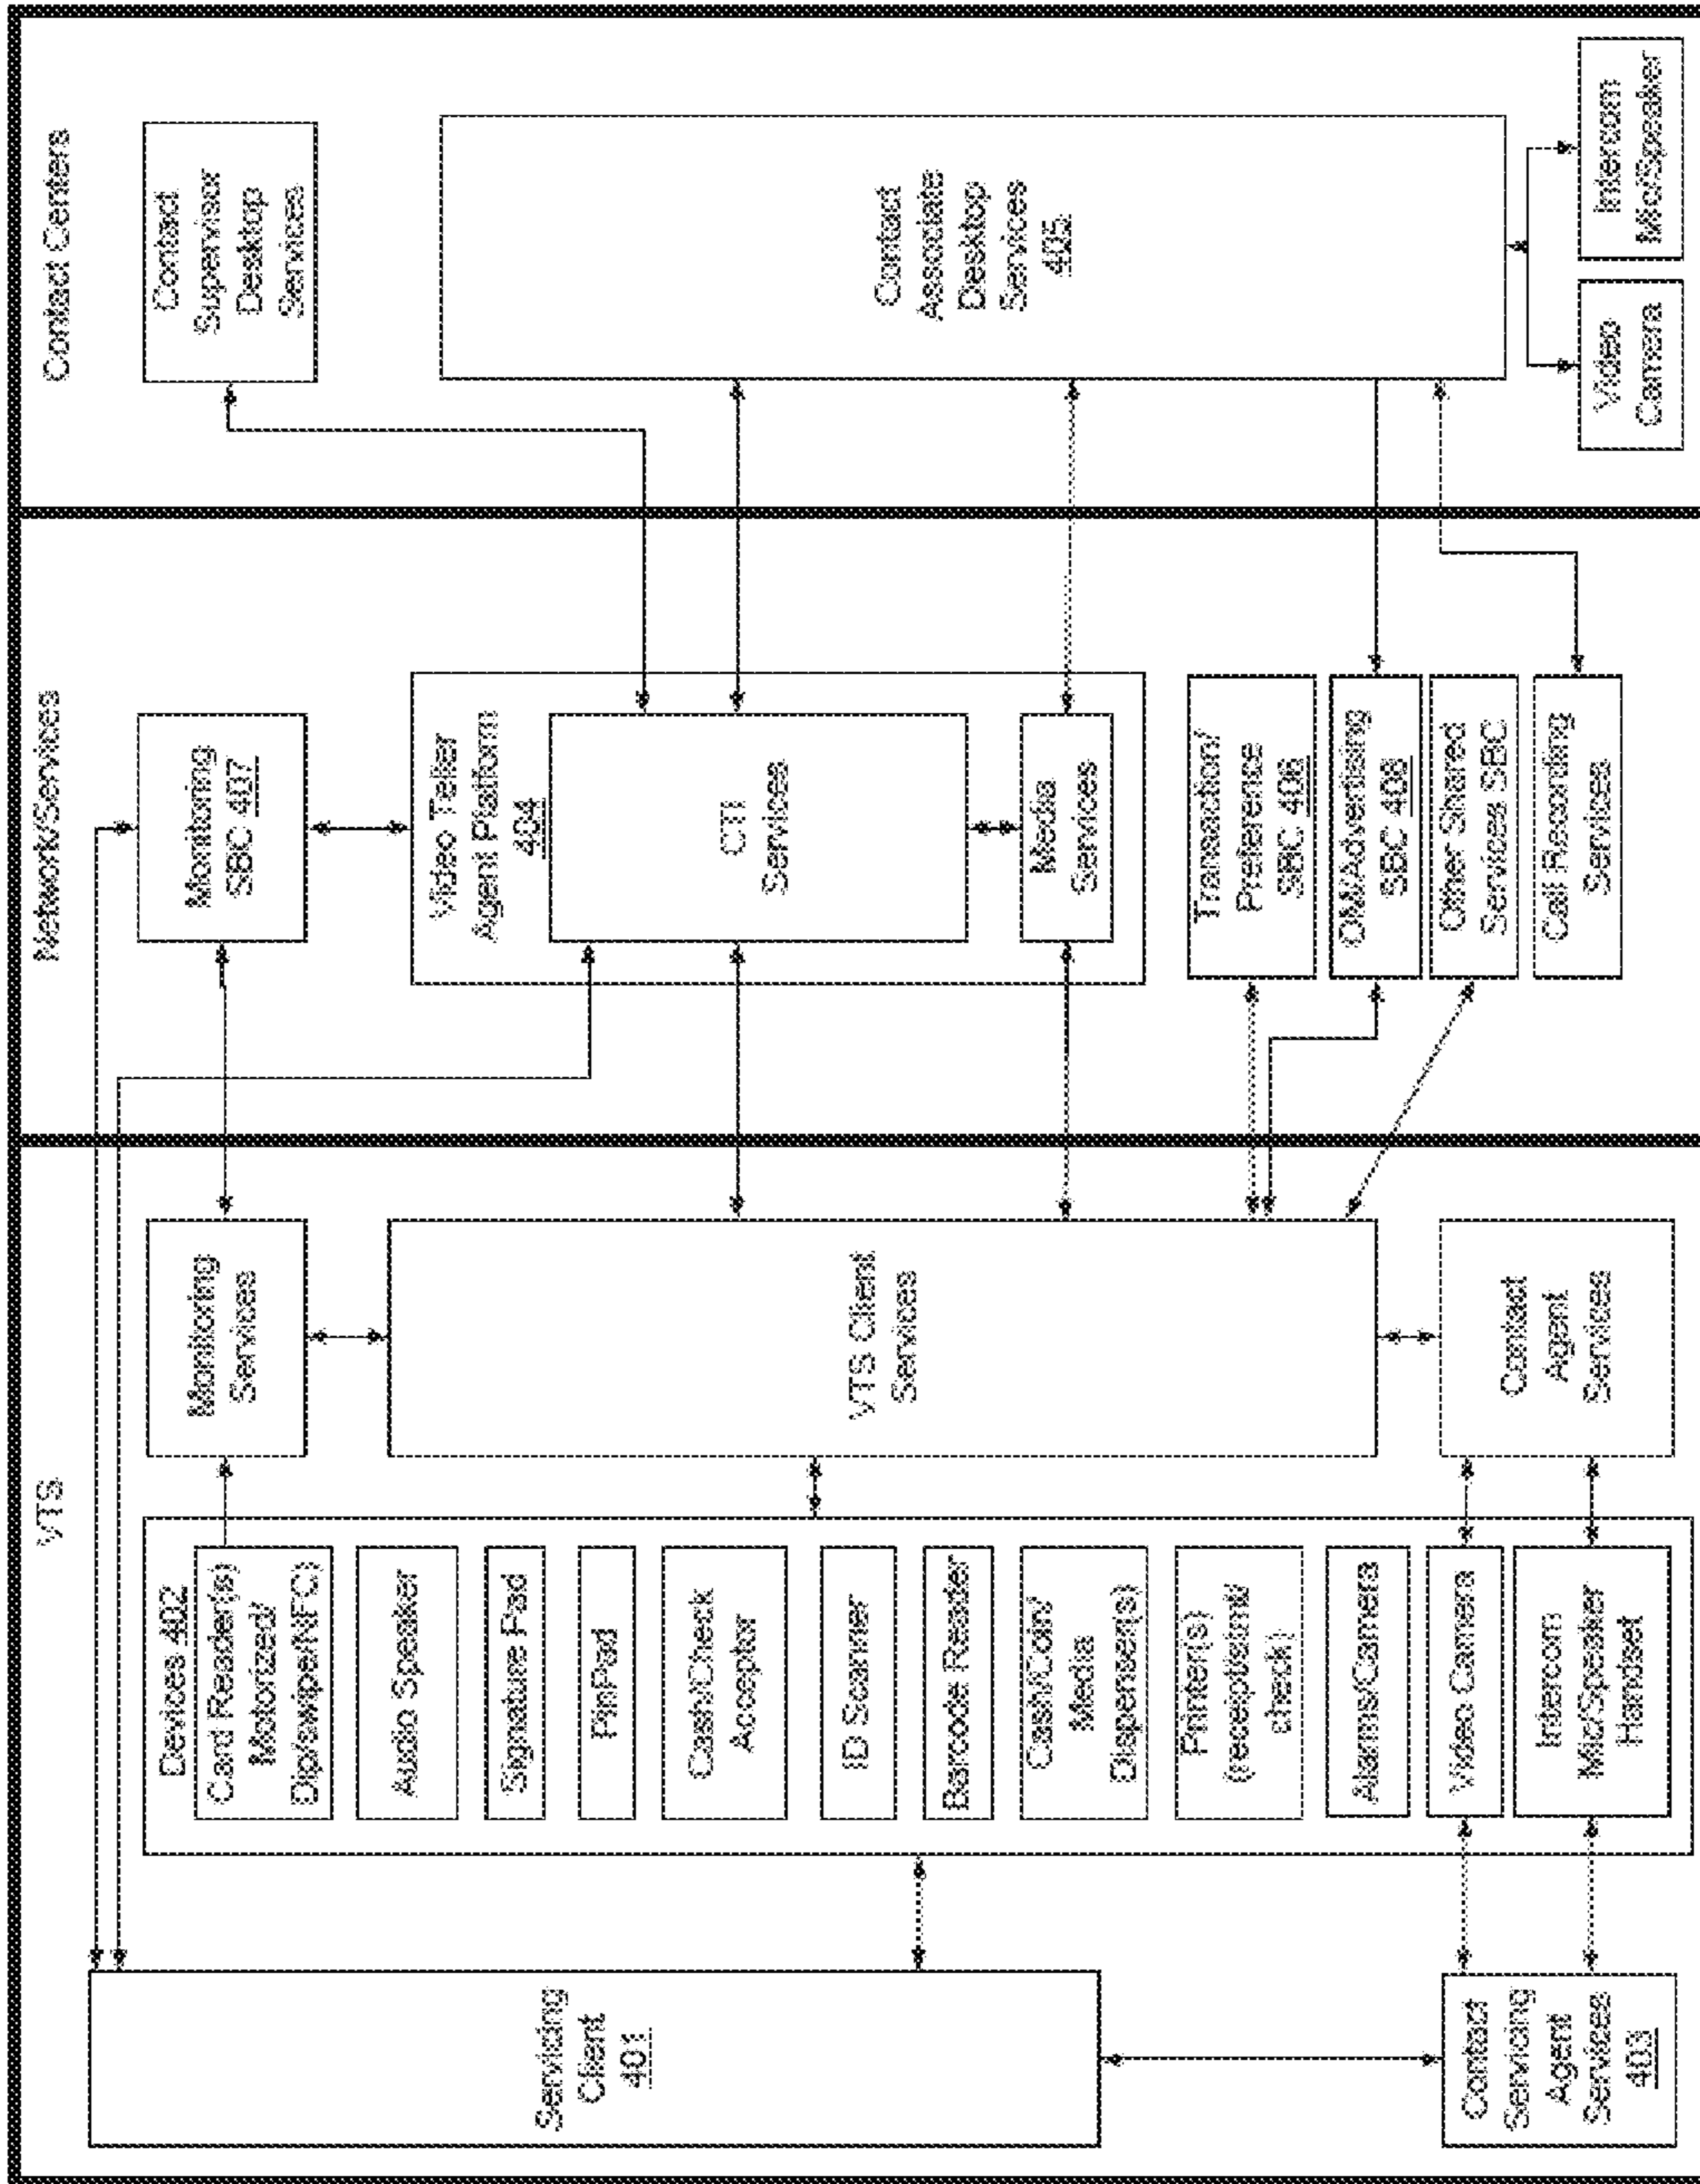 VTS
Servicing
Client
401
Contact
Servicing
Agent
Services
403
Devices 402
Card Reader(s)
Motorized/
Dip/swipe/NFC)
Audio Speaker
Signature Pad
PinPad
Cash/Check
Acceptor
ID Scanner
Barcode Reader
Cash/Coin/
Media
Dispenser(s)
Printer(s)
(receipt/stmt/
check)
Alarms/Camera
Video Camera
Intercom
Mic/Speaker
Handset
Monitoring
Services
VTS Client
Services
Contact
Agent
Services
Network/Services
Monitoring
SBC 407
Video Teller
Agent Platform
404
CTI
Services
Media
Services
Transaction/
Preference
SBC 406
OM/Advertising
SBC 408
Other Shared
Services SBC
Call Recording
Services
Contact Centers
Contact
Supervisor
Desktop
Services
Contact
Associate
Desktop
Services
405
Video
Camera
Intercom
Mic/Speaker